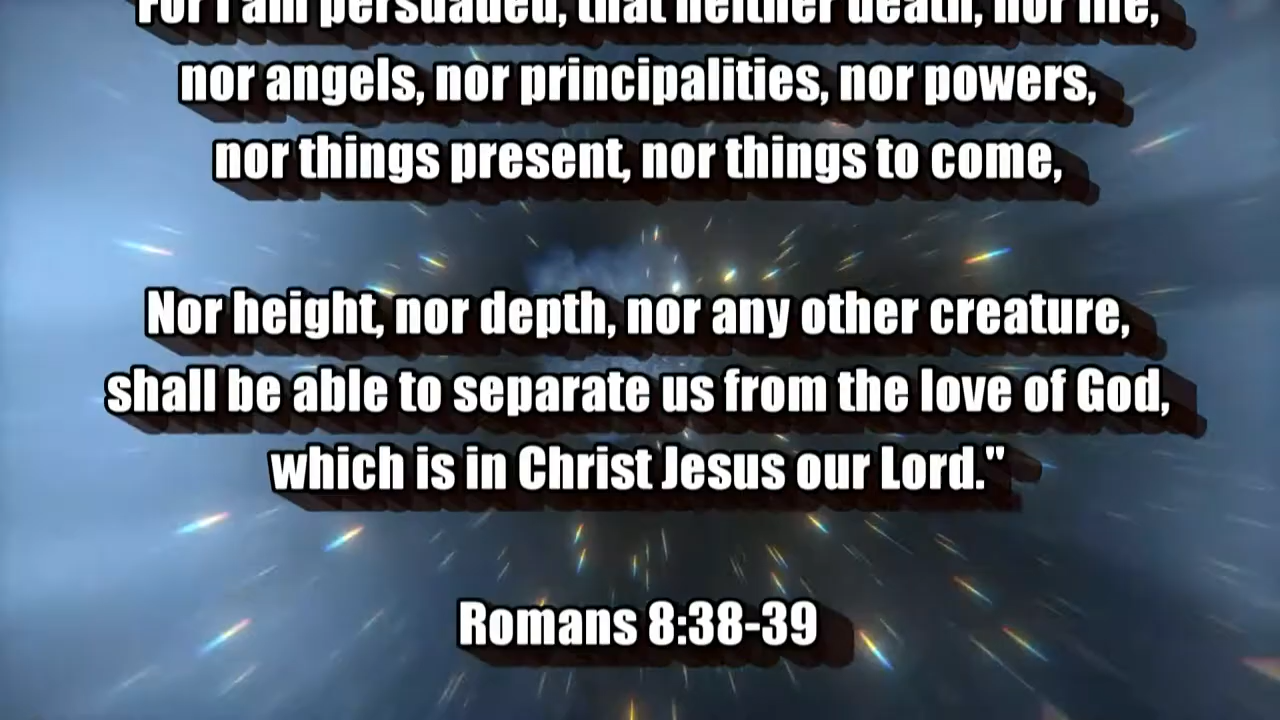 For I am persuaded, that neither death, nor life,
nor angels, nor principalities, nor powers,
nor things present, nor things to come,
Nor height, nor depth, nor any other creature,
shall be able to separate us from the love of God,
which is in Christ Jesus our Lord."
Romans 8:38-39